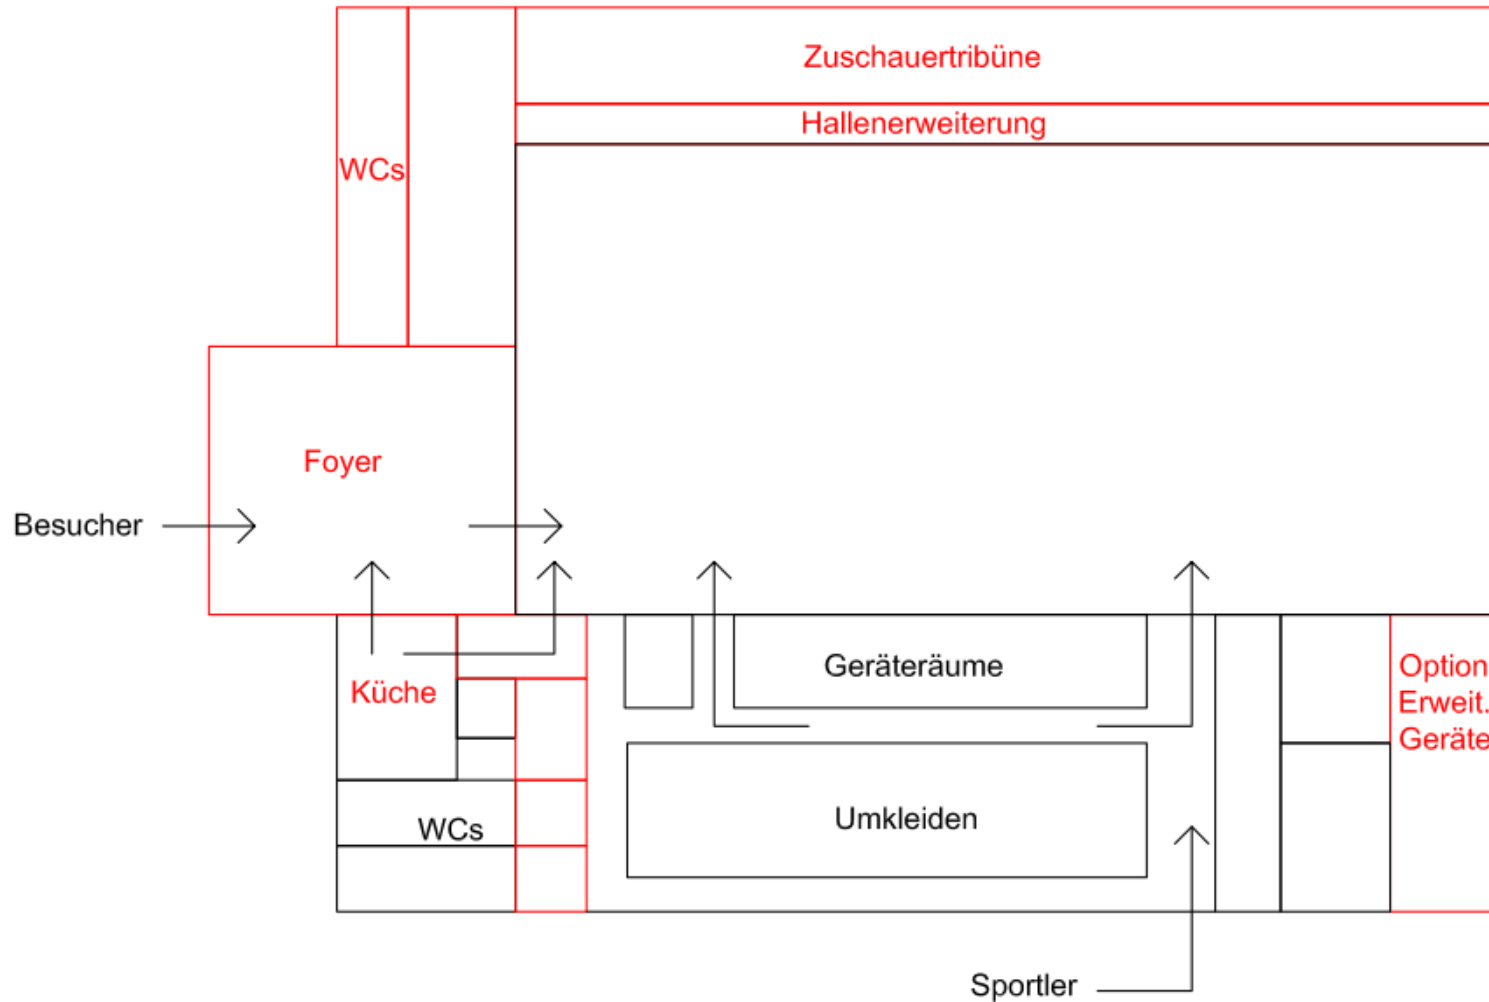 Zuschauertribüne
Hallenerweiterung
WCs
Foyer
Besucher
Geräteräume
Küche
Option
Erweit.
Geräte
Umkleiden
WCs
Sportler